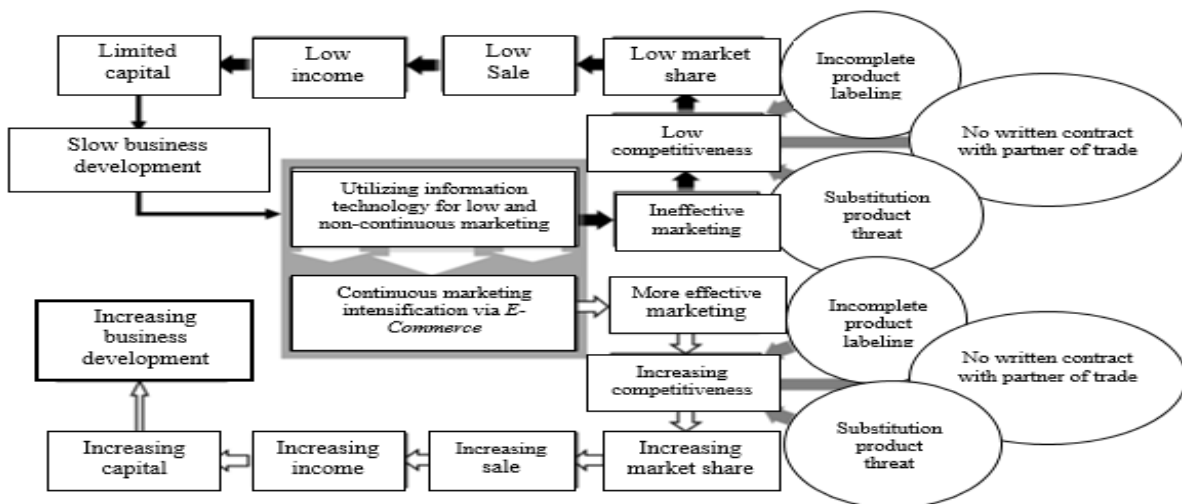 Limited
capital
Low
income
Low
Sale
Low market
share
Incomplete
product
labeling
Slow business
development
Low
competitiveness
No written contract
with partner of trade
Utilizing information
technology for low and
non-continuous marketing
Ineffective
marketing
Substitution
product
threat
Continuous marketing
intensification via E-
Commerce
More effective
marketing
Incomplete
product
labeling
Increasing
business
development
Increasing
competitiveness
No written contract
with partner of trade
Substitution
product
threat
Increasing
capital
Increasing
income
Increasing
sale
Increasing
market share